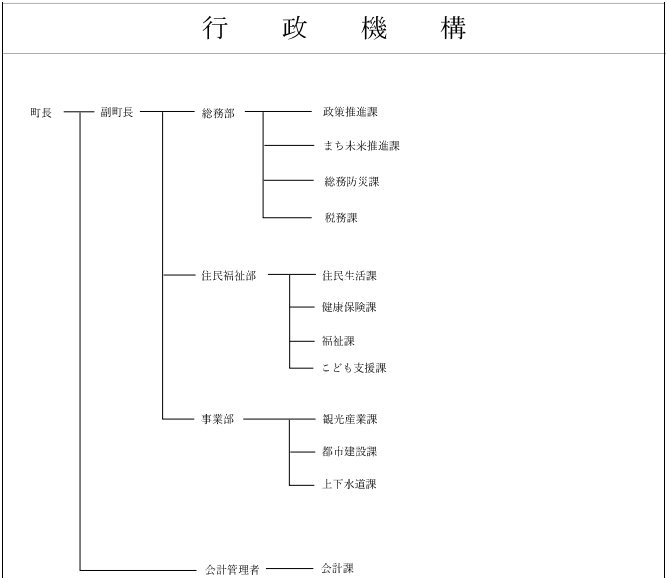 行政機構
町長 副町長 総務部 政策推進課
まち未来推進課
総務防災課
税務課
住民福祉部 住民生活課
健康保険課
福祉課
こども支援課
事業部 観光産業課
都市建設課
上下水道課
会計管理者 会計課